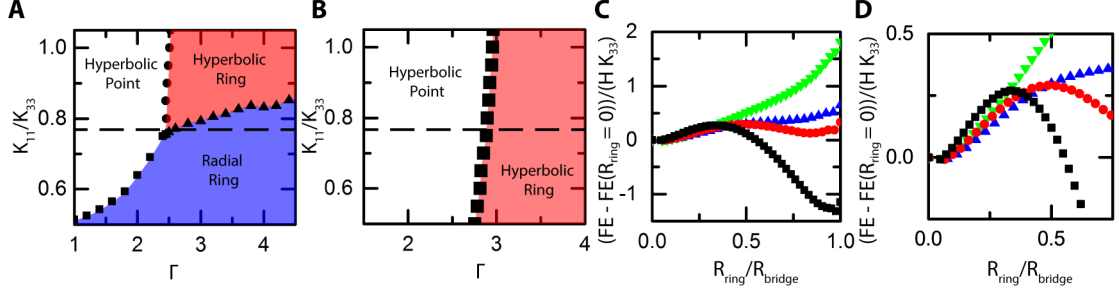 A
K11/K33
1.0
0.8
0.6
Hyperbolic
Point
Hyperbolic
Ring
Radial
Ring
1
2
3
4
Γ
B
K11/K33
1.0
0.8
0.6
Hyperbolic
Point
Hyperbolic
Ring
2
3
4
Γ
C
(FE - FE(Rring = 0))/(H K33)
2
1
0
-1
0.0
0.5
1.0
Rring/Rbridge
D
(FE - FE(Rring = 0))/(H K33)
0.5
0.0
0.0
0.5
Rring/Rbridge